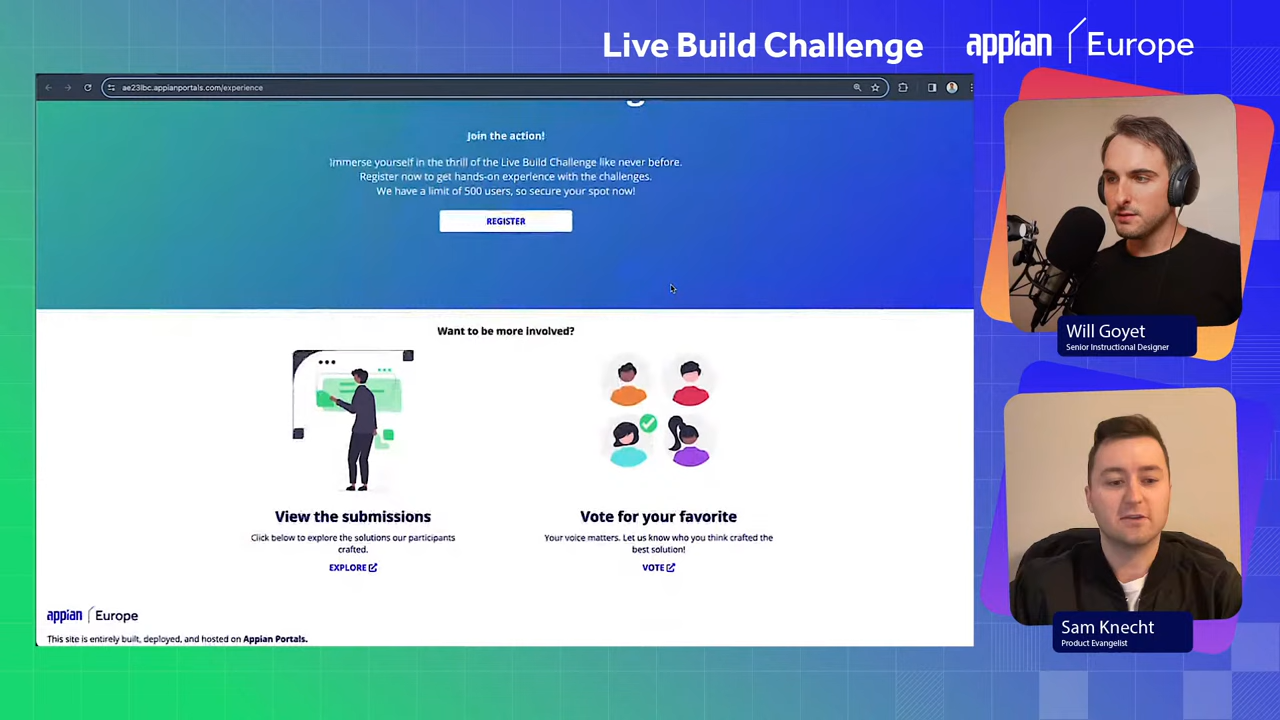 Live Build Challenge
appian Europe
ae23lbc.appianportals.com/experience
Join the action!
Immerse yourself in the thrill of the Live Build Challenge like never before.
Register now to get hands-on experience with the challenges.
We have a limit of 500 users, so secure your spot now!
REGISTER
Want to be more involved?
View the submissions
Click below to explore the solutions our participants
crafted.
EXPLORE
Vote for your favorite
Your voice matters. Let us know who you think crafted the
best solution!
VOTE
appian Europe
This site is entirely built, deployed, and hosted on Appian Portals.
Will Goyet
Senior Instructional Designer
Sam Knecht
Product Evangelist